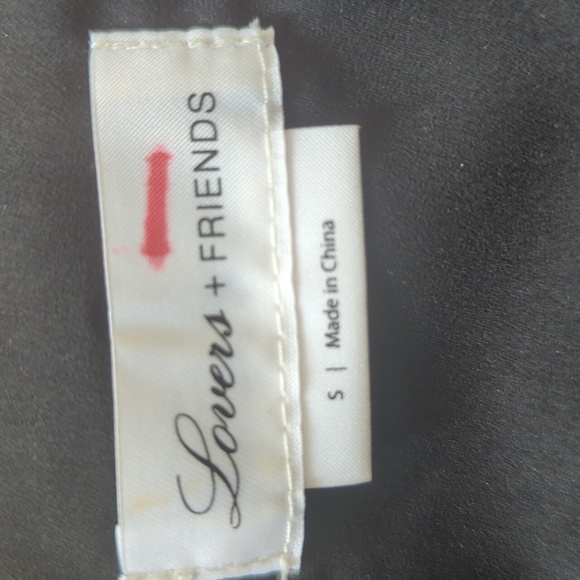 Lovers + FRIENDS
S | Made in China